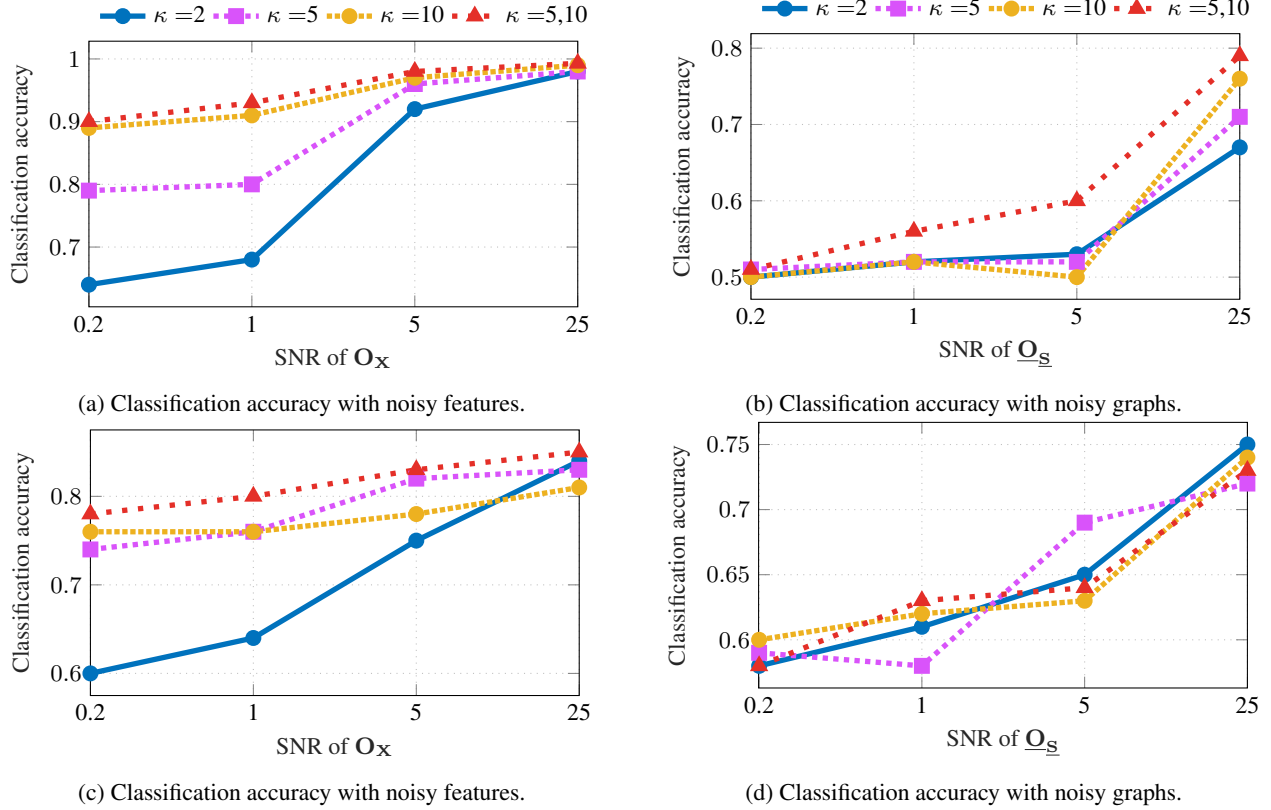 κ =2 κ =5 κ =10 κ =5,10
1
0.9
0.8
0.7
Classification accuracy
0.2 1 5 25
SNR of O_X
(a) Classification accuracy with noisy features.
κ =2 κ =5 κ =10 κ =5,10
0.8
0.7
0.6
0.5
Classification accuracy
0.2 1 5 25
SNR of O_S
(b) Classification accuracy with noisy graphs.
0.8
0.7
0.6
Classification accuracy
0.2 1 5 25
SNR of O_X
(c) Classification accuracy with noisy features.
0.75
0.7
0.65
0.6
Classification accuracy
0.2 1 5 25
SNR of O_S
(d) Classification accuracy with noisy graphs.